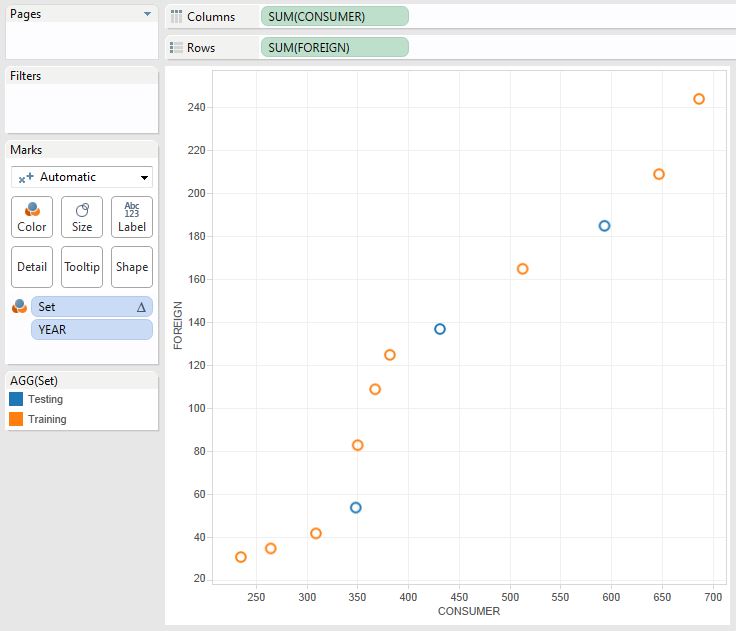 Pages
Columns
SUM(CONSUMER)
Rows
SUM(FOREIGN)
Filters
Marks
Automatic
Color
Size
Abc
123
Label
Detail
Tooltip
Shape
Set Δ
YEAR
AGG(Set)
Testing
Training
FOREIGN
240
220
200
180
160
140
120
100
80
60
40
20
250 300 350 400 450 500 550 600 650 700
CONSUMER